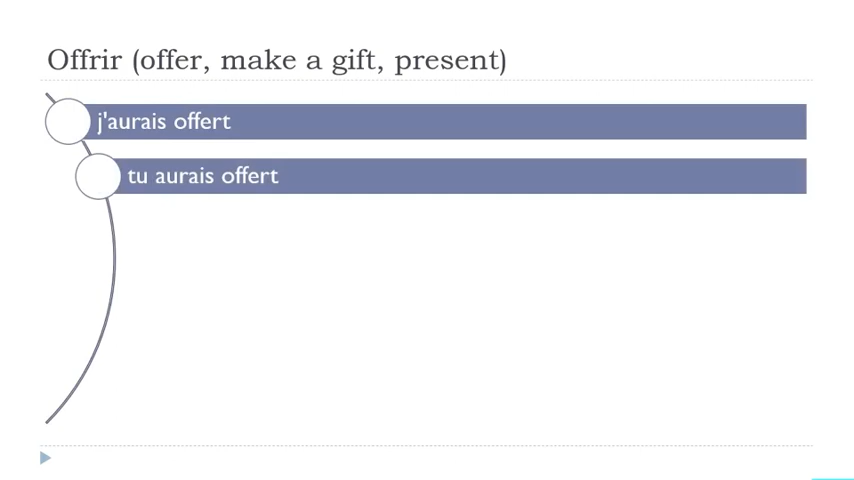 Offrir (offer, make a gift, present)
j'aurais offert
tu aurais offert